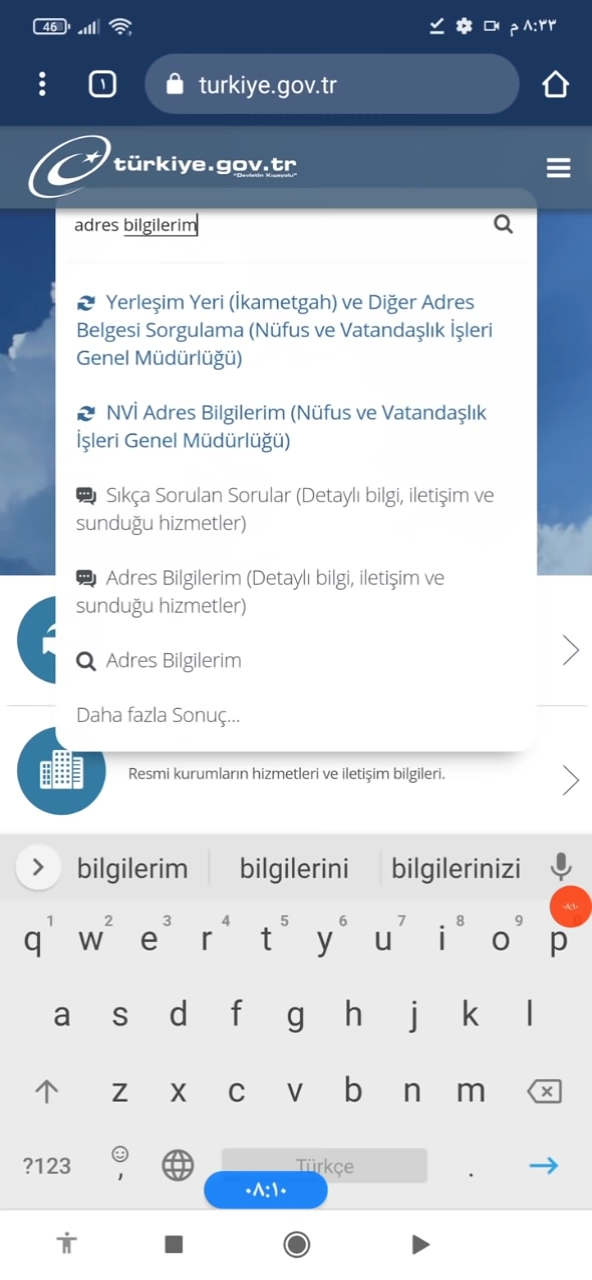 46
٨:٣٣ م
١
turkiye.gov.tr
türkiye.gov.tr
"Devletin Kısayolu"
adres bilgilerim
Yerleşim Yeri (İkametgah) ve Diğer Adres
Belgesi Sorgulama (Nüfus ve Vatandaşlık İşleri
Genel Müdürlüğü)
NVİ Adres Bilgilerim (Nüfus ve Vatandaşlık
İşleri Genel Müdürlüğü)
Sıkça Sorulan Sorular (Detaylı bilgi, iletişim ve
sunduğu hizmetler)
Adres Bilgilerim (Detaylı bilgi, iletişim ve
sunduğu hizmetler)
Adres Bilgilerim
Daha fazla Sonuç...
Resmi kurumların hizmetleri ve iletişim bilgileri.
bilgilerim bilgilerini bilgilerinizi
1 2 3 4 5 6 7 8 9
q w e r t y u i o p
a s d f g h j k l
z x c v b n m
?123 , Türkçe .
٠٨:١٠